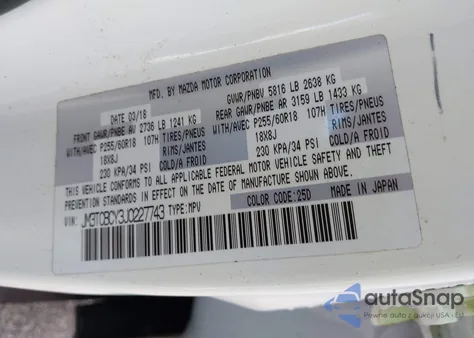 MFD. BY MAZDA MOTOR CORPORATION
DATE 03/18 GVWR/PNBV 5816 LB 2638 KG
FRONT GAWR/PNBE AV 2736 LB 1241 KG REAR GAWR/PNBE AR 3159 LB 1433 KG
WITH/AVEC P255/60R18 107H TIRES/PNEUS WITH/AVEC P255/60R18 107H TIRES/PNEUS
18X8J RIMS/JANTES 18X8J RIMS/JANTES
230 KPA/34 PSI COLD/A FROID 230 KPA/34 PSI COLD/A FROID
THIS VEHICLE CONFORMS TO ALL APPLICABLE FEDERAL MOTOR VEHICLE SAFETY AND THEFT
PREVENTION STANDARDS IN EFFECT ON THE DATE OF MANUFACTURE SHOWN ABOVE.
VIN: JM3TCBCY3J0227743 TYPE: MPV COLOR CODE: 25D MADE IN JAPAN
autoSnap
Pewne auto z aukcji USA - EU